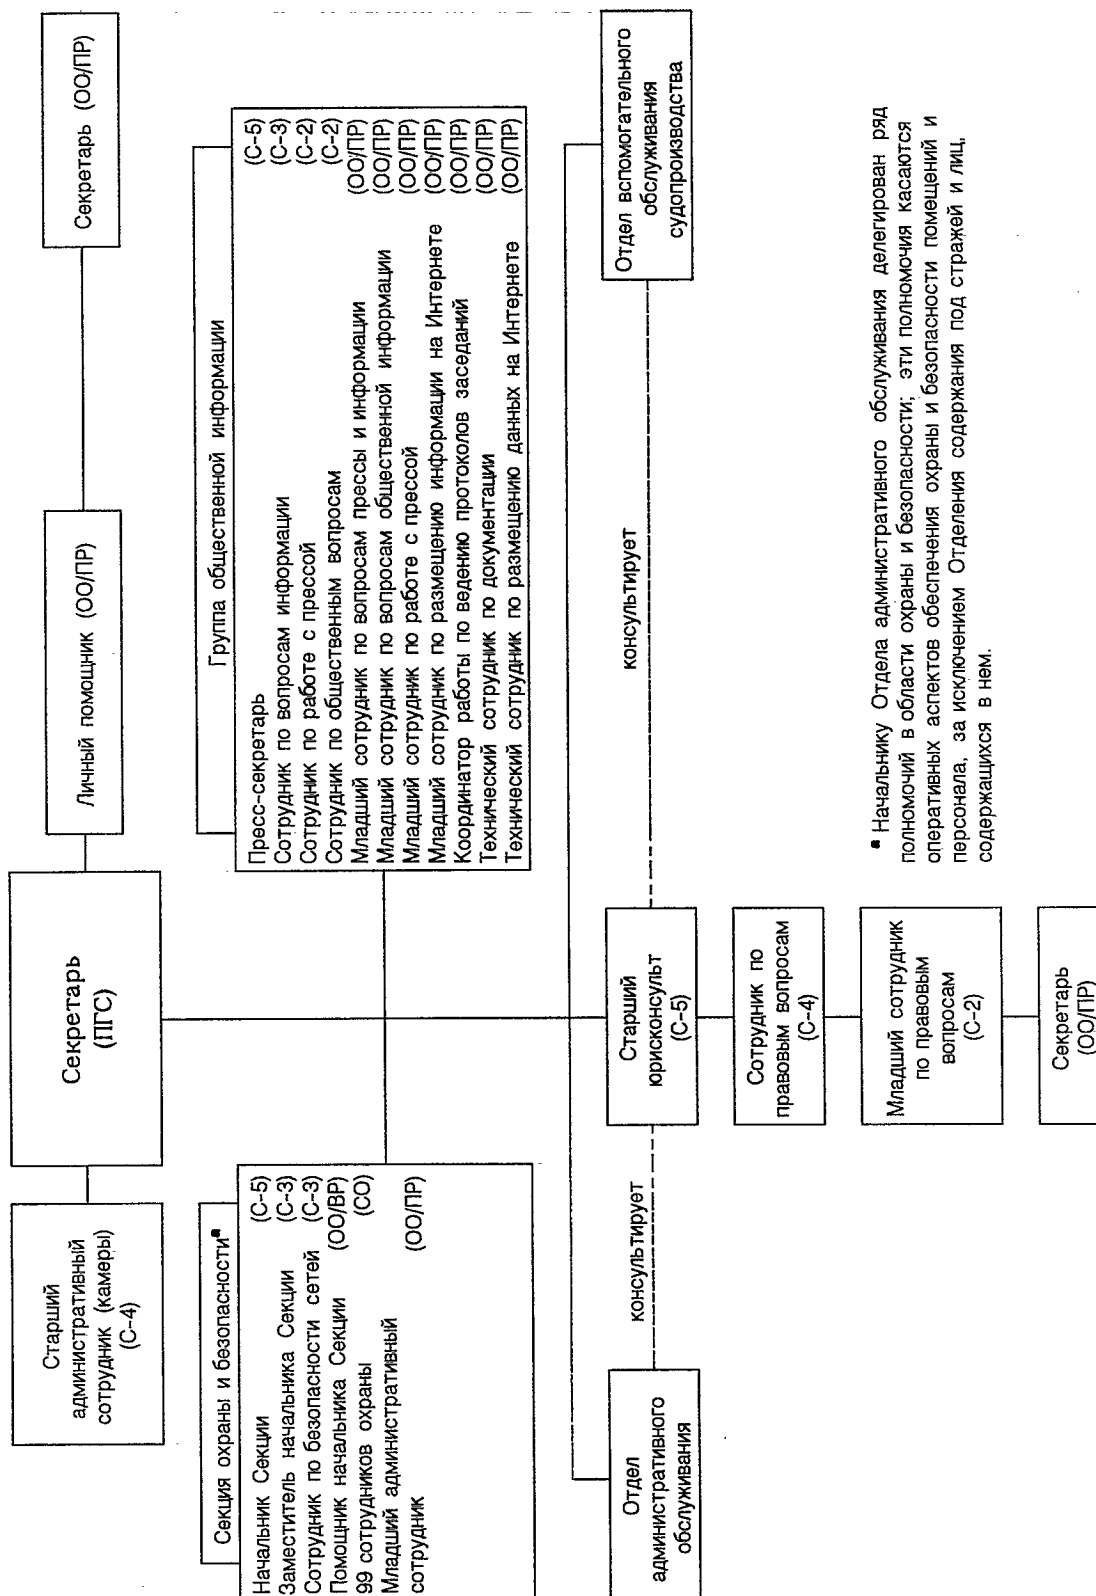 Старший
административный
сотрудник (камеры)
(С-4)
Секретарь
(ПГС)
Личный помощник (ОО/ПР)
Секретарь (ОО/ПР)
Секция охраны и безопасностиᵃ
Начальник Секции (С-5)
Заместитель начальника Секции (С-3)
Сотрудник по безопасности сетей (С-3)
Помощник начальника Секции (ОО/ВР)
99 сотрудников охраны (СО)
Младший административный
сотрудник (ОО/ПР)
Группа общественной информации
Пресс-секретарь (С-5)
Сотрудник по вопросам информации (С-3)
Сотрудник по работе с прессой (С-2)
Сотрудник по общественным вопросам (С-2)
Младший сотрудник по вопросам прессы и информации (ОО/ПР)
Младший сотрудник по вопросам общественной информации (ОО/ПР)
Младший сотрудник по работе с прессой (ОО/ПР)
Младший сотрудник по размещению информации на Интернете (ОО/ПР)
Координатор работы по ведению протоколов заседаний (ОО/ПР)
Технический сотрудник по документации (ОО/ПР)
Технический сотрудник по размещению данных на Интернете (ОО/ПР)
Отдел
административного
обслуживания
консультирует
Старший
юрисконсульт
(С-5)
консультирует
Отдел вспомогательного
обслуживания
судопроизводства
Сотрудник по
правовым вопросам
(С-4)
Младший сотрудник
по правовым
вопросам
(С-2)
Секретарь
(ОО/ПР)
ᵃ Начальнику Отдела административного обслуживания делегирован ряд
полномочий в области охраны и безопасности; эти полномочия касаются
оперативных аспектов обеспечения охраны и безопасности помещений и
персонала, за исключением Отделения содержания под стражей и лиц,
содержащихся в нем.